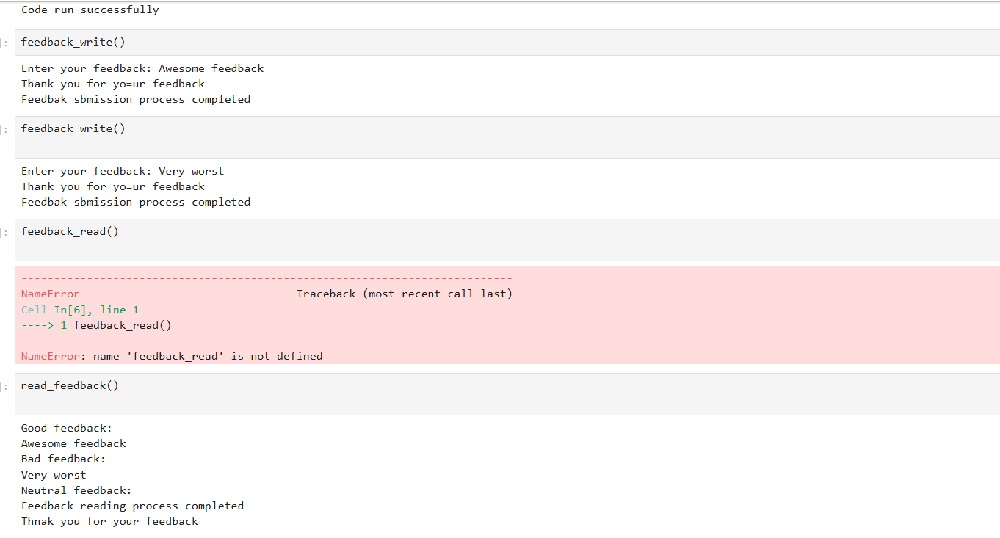 Code run successfully
]:
feedback_write()
Enter your feedback: Awesome feedback
Thank you for yo=ur feedback
Feedbak sbmission process completed
]:
feedback_write()
Enter your feedback: Very worst
Thank you for yo=ur feedback
Feedbak sbmission process completed
]:
feedback_read()
---------------------------------------------------------------------------
NameError                                 Traceback (most recent call last)
Cell In[6], line 1
----> 1 feedback_read()
NameError: name 'feedback_read' is not defined
]:
read_feedback()
Good feedback:
Awesome feedback
Bad feedback:
Very worst
Neutral feedback:
Feedback reading process completed
Thnak you for your feedback